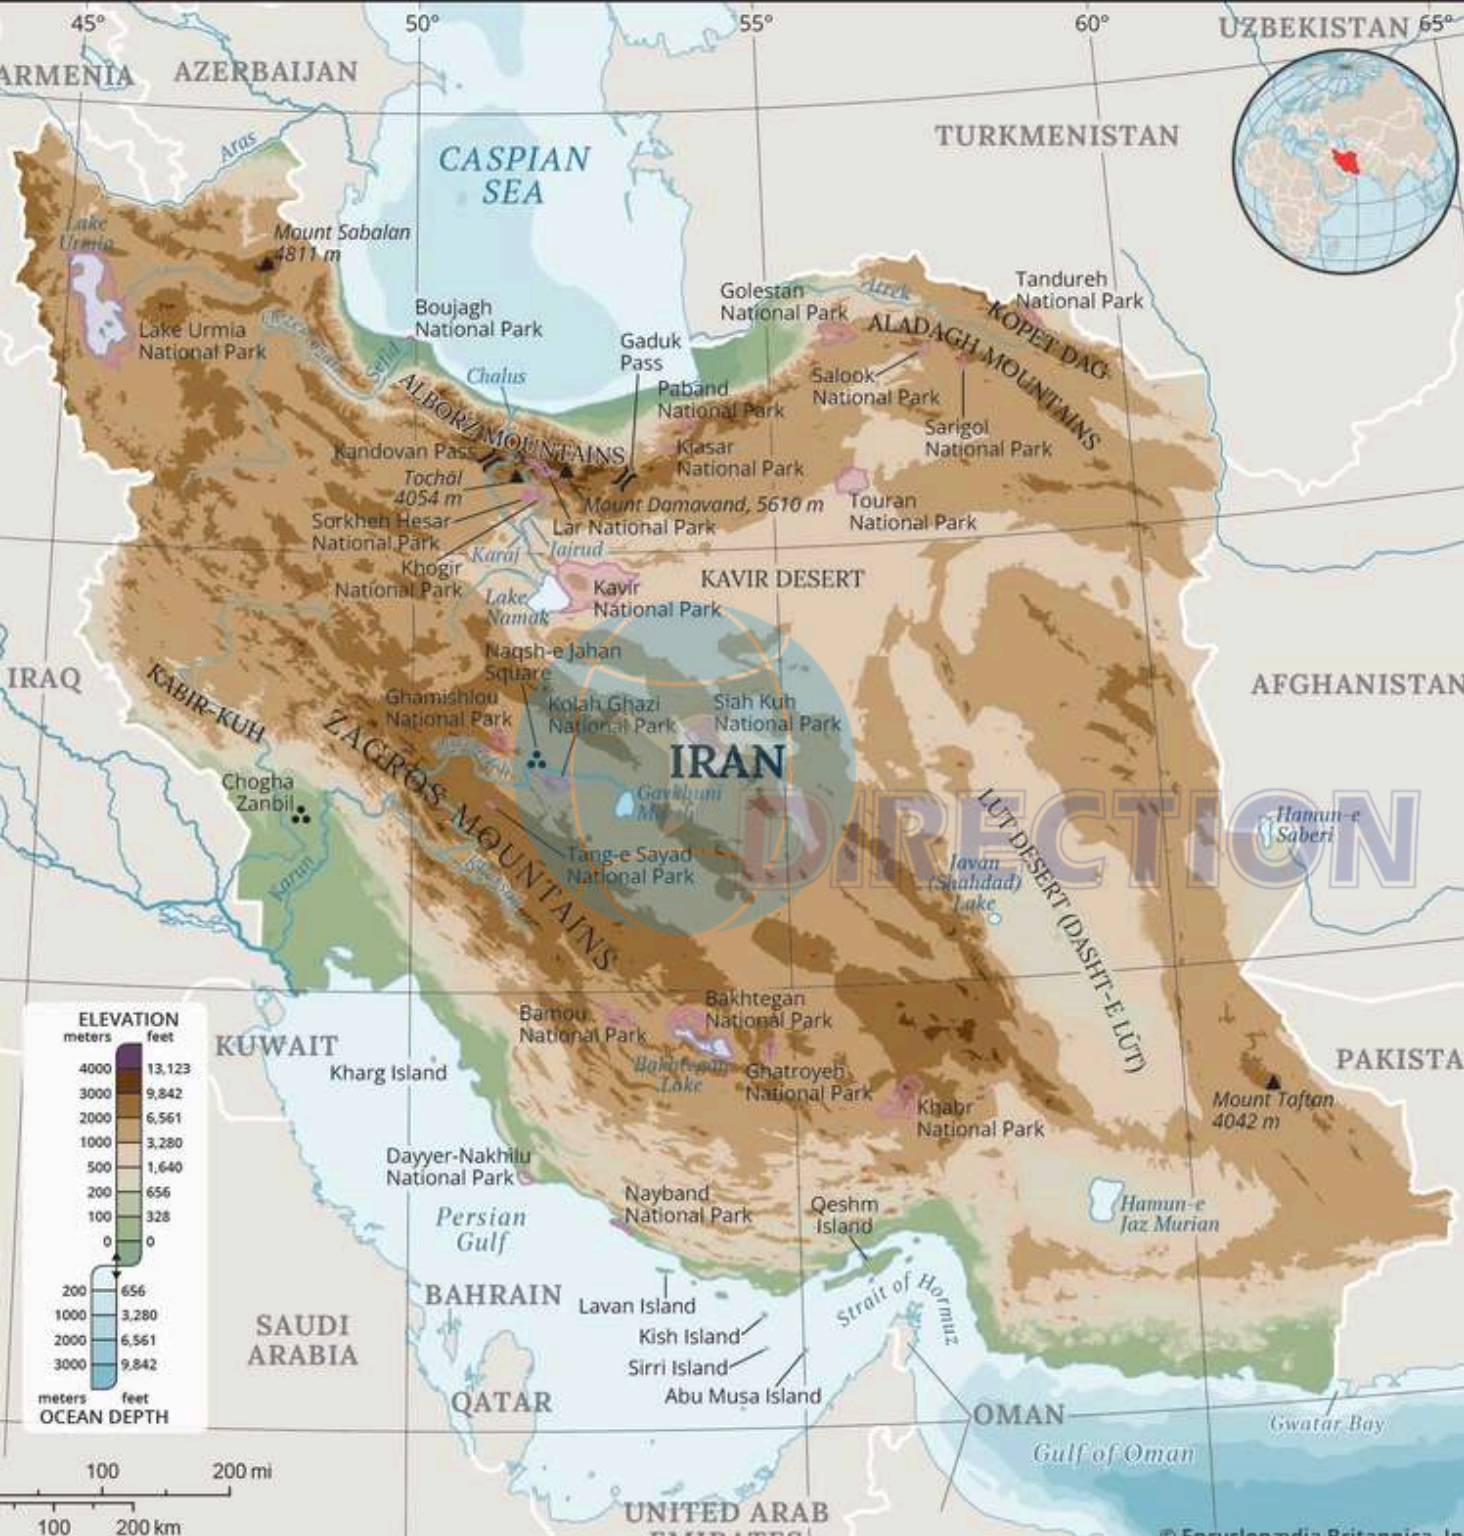 45°
50°
55°
60°
65°
UZBEKISTAN
ARMENIA
AZERBAIJAN
Aras
CASPIAN
SEA
TURKMENISTAN
Lake
Urmia
Mount Sabalan
4811 m
Lake Urmia
National Park
Boujagh
National Park
Golestan
National Park
Atrek
Tandureh
National Park
KOPET DAG
ALADAGH MOUNTAINS
Gaduk
Pass
Sefid
Chalus
ALBORZ MOUNTAINS
Paband
National Park
Salook
National Park
Sarigol
National Park
Kandovan Pass
Kiasar
National Park
Tochāl
4054 m
Mount Damavand, 5610 m
Touran
National Park
Sorkheh Hesar
National Park
Lar National Park
Karaj
Jajrud
Khogir
National Park
Lake
Namak
Kavir
National Park
KAVIR DESERT
IRAQ
KABIR-KUH
Naqsh-e Jahan
Square
Ghamishlou
National Park
Kolah Ghazi
National Park
Siah Kuh
National Park
AFGHANISTAN
ZAGROS MOUNTAINS
IRAN
Chogha
Zanbil
Gavkhuni
DIRECTION
LUT DESERT (DASHT-E LŪT)
Hamun-e
Saberi
Karun
Tang-e Sayad
National Park
Javan
(Shahdad)
Lake
Bamou
National Park
Bakhtegan
National Park
Bakhtegan
Lake
Ghatroyeh
National Park
Khabr
National Park
KUWAIT
Kharg Island
PAKISTA
Mount Taftan
4042 m
Dayyer-Nakhilu
National Park
Persian
Gulf
Nayband
National Park
Qeshm
Island
Hamun-e
Jaz Murian
BAHRAIN
Lavan Island
Kish Island
Sirri Island
Abu Musa Island
Strait of Hormuz
SAUDI
ARABIA
QATAR
OMAN
Gulf of Oman
Gwatar Bay
UNITED ARAB
EMIRATES
ELEVATION
meters feet
4000 13,123
3000 9,842
2000 6,561
1000 3,280
500 1,640
200 656
100 328
0 0
200 656
1000 3,280
2000 6,561
3000 9,842
meters feet
OCEAN DEPTH
100 200 mi
100 200 km
© Encyclopædia Britannica, In